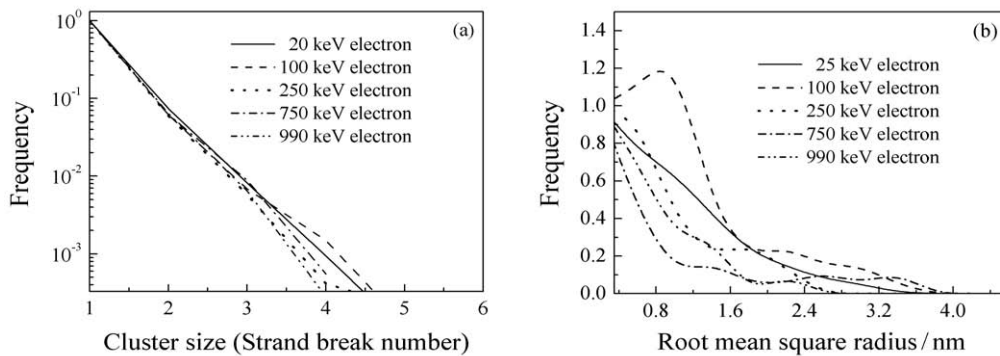 (a)
Frequency
10^0
10^-1
10^-2
10^-3
20 keV electron
100 keV electron
250 keV electron
750 keV electron
990 keV electron
1 2 3 4 5 6
Cluster size (Strand break number)
(b)
Frequency
1.4
1.2
1.0
0.8
0.6
0.4
0.2
0.0
25 keV electron
100 keV electron
250 keV electron
750 keV electron
990 keV electron
0.8 1.6 2.4 3.2 4.0
Root mean square radius / nm